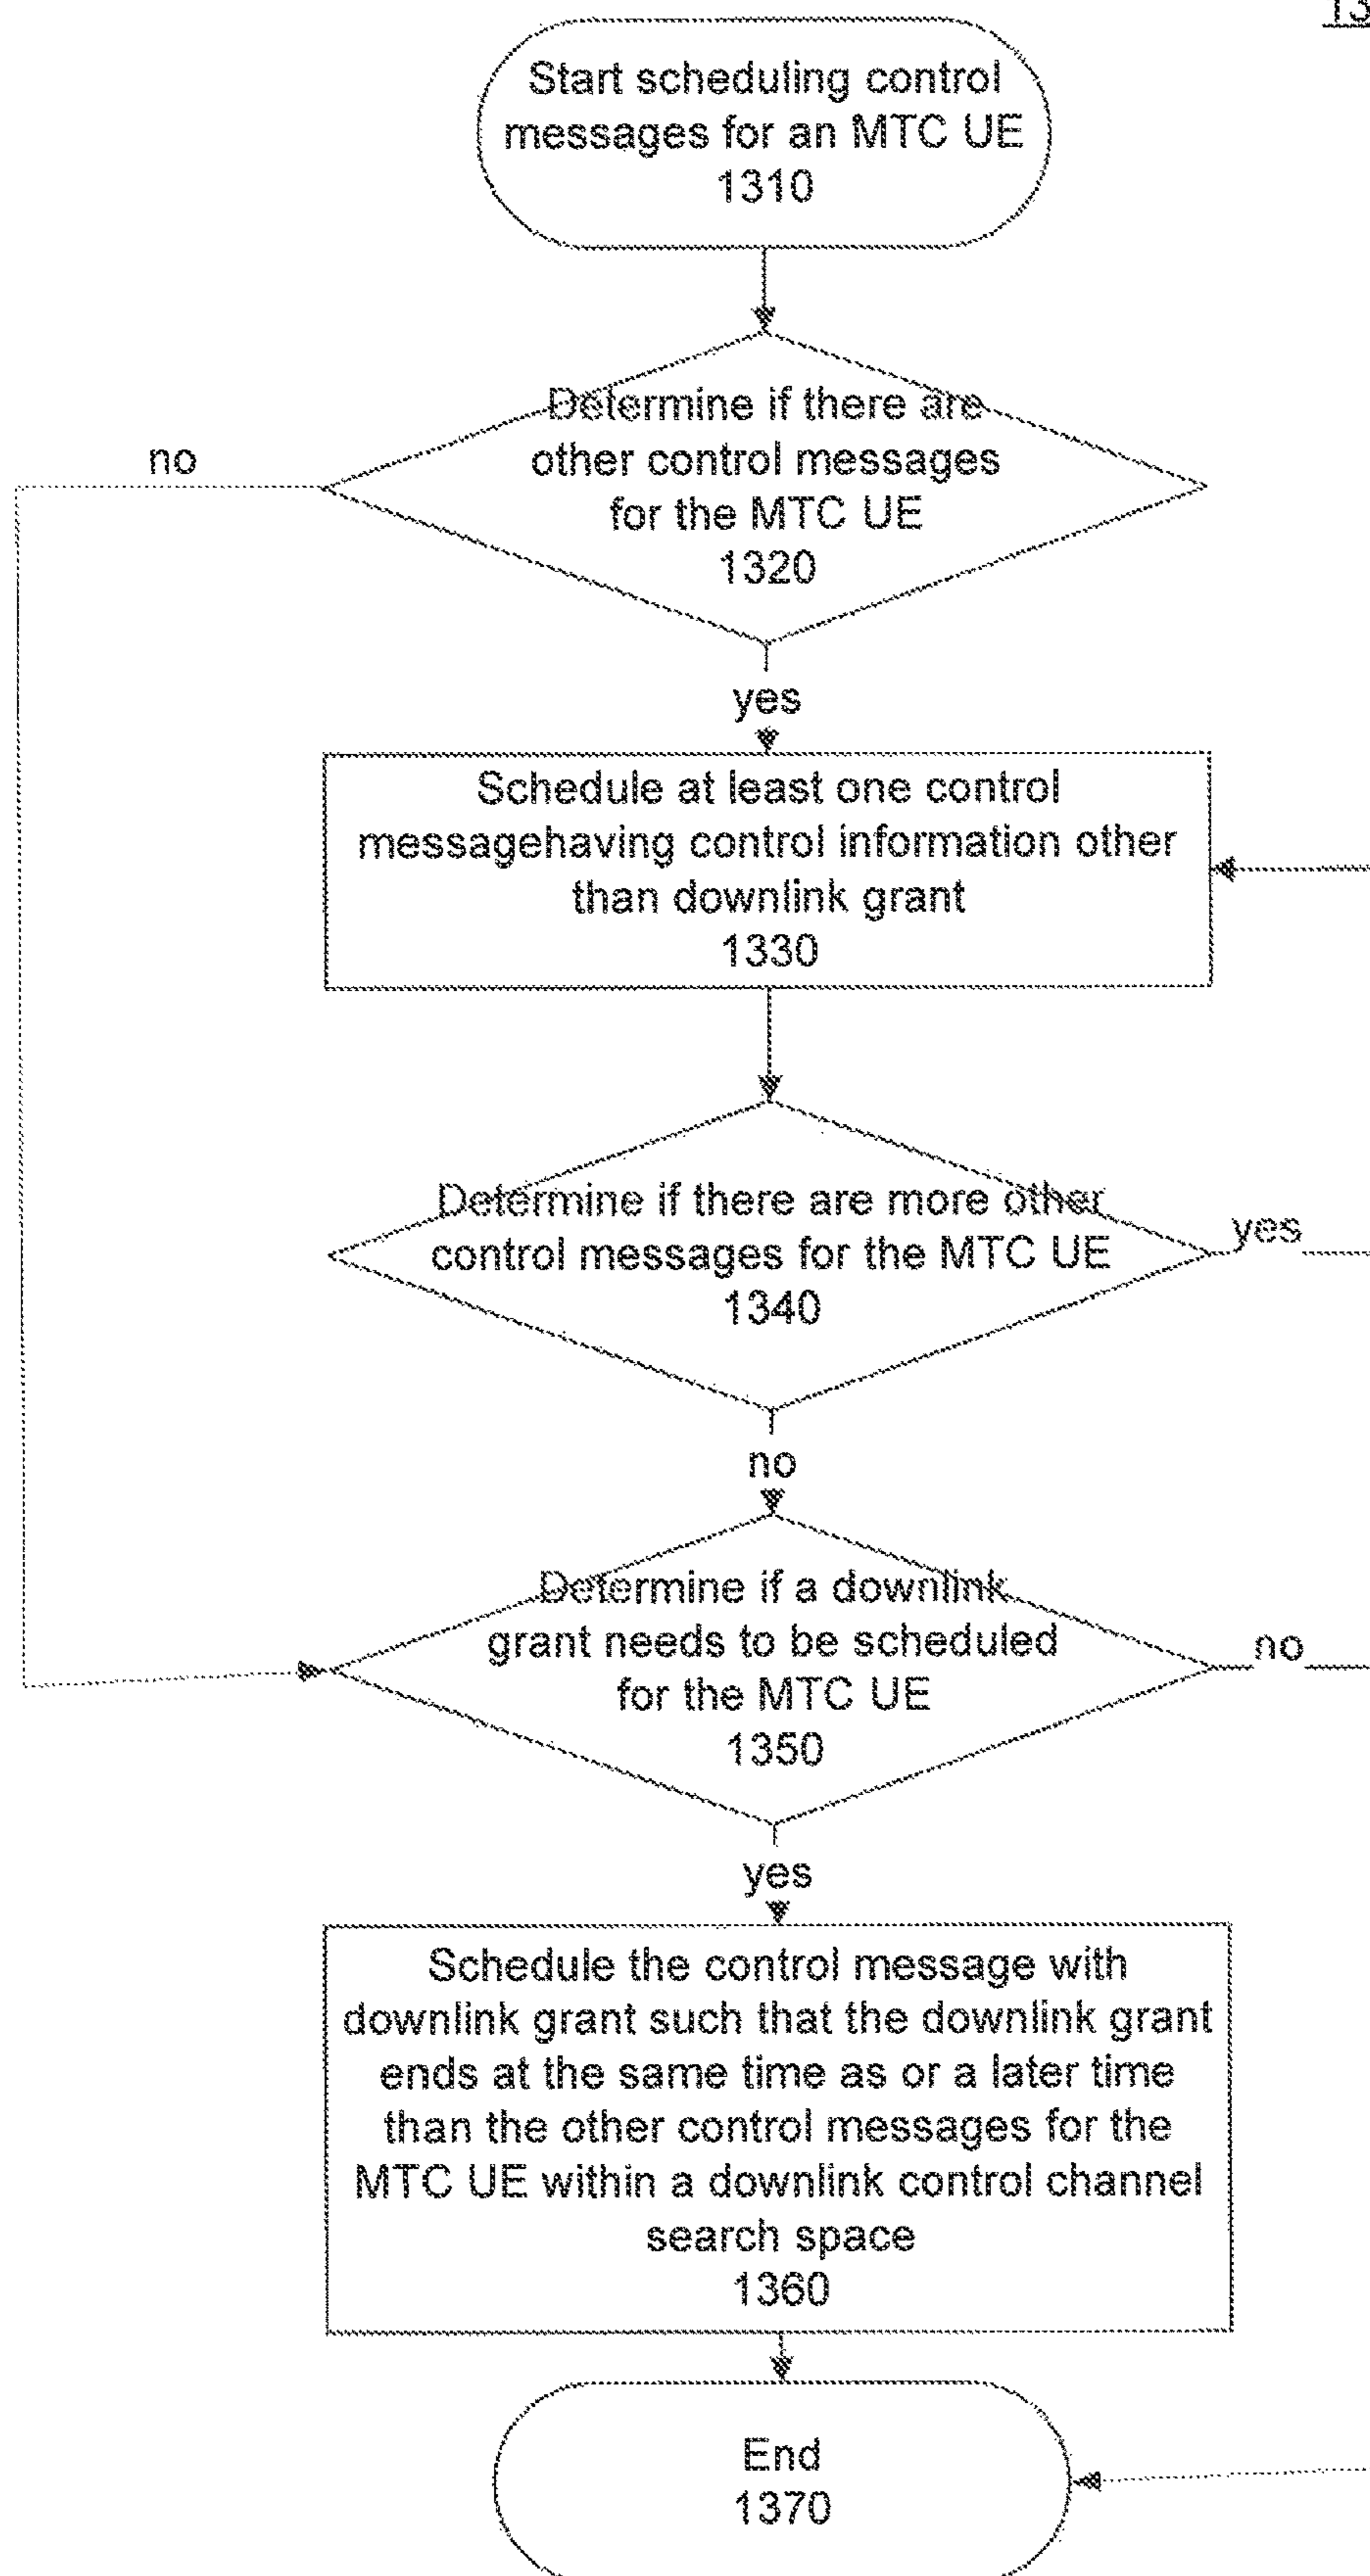 Start scheduling control
messages for an MTC UE
1310
Determine if there are
other control messages
for the MTC UE
1320
no
yes
Schedule at least one control
messagehaving control information other
than downlink grant
1330
Determine if there are more other
control messages for the MTC UE
1340
yes
no
Determine if a downlink
grant needs to be scheduled
for the MTC UE
1350
no
yes
Schedule the control message with
downlink grant such that the downlink grant
ends at the same time as or a later time
than the other control messages for the
MTC UE within a downlink control channel
search space
1360
End
1370